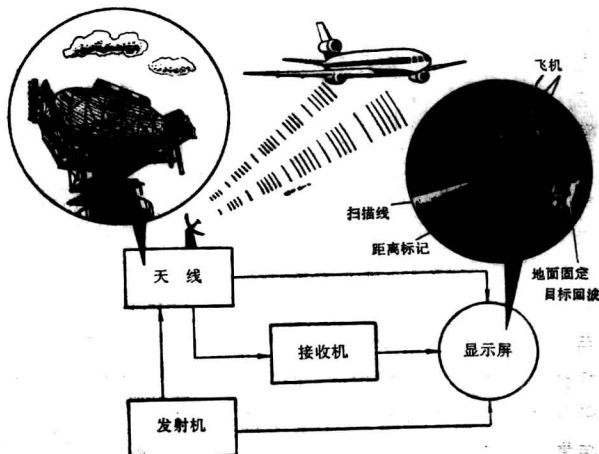 飞机
扫描线
距离标记
地面固定
目标回波
天线
接收机
显示屏
发射机